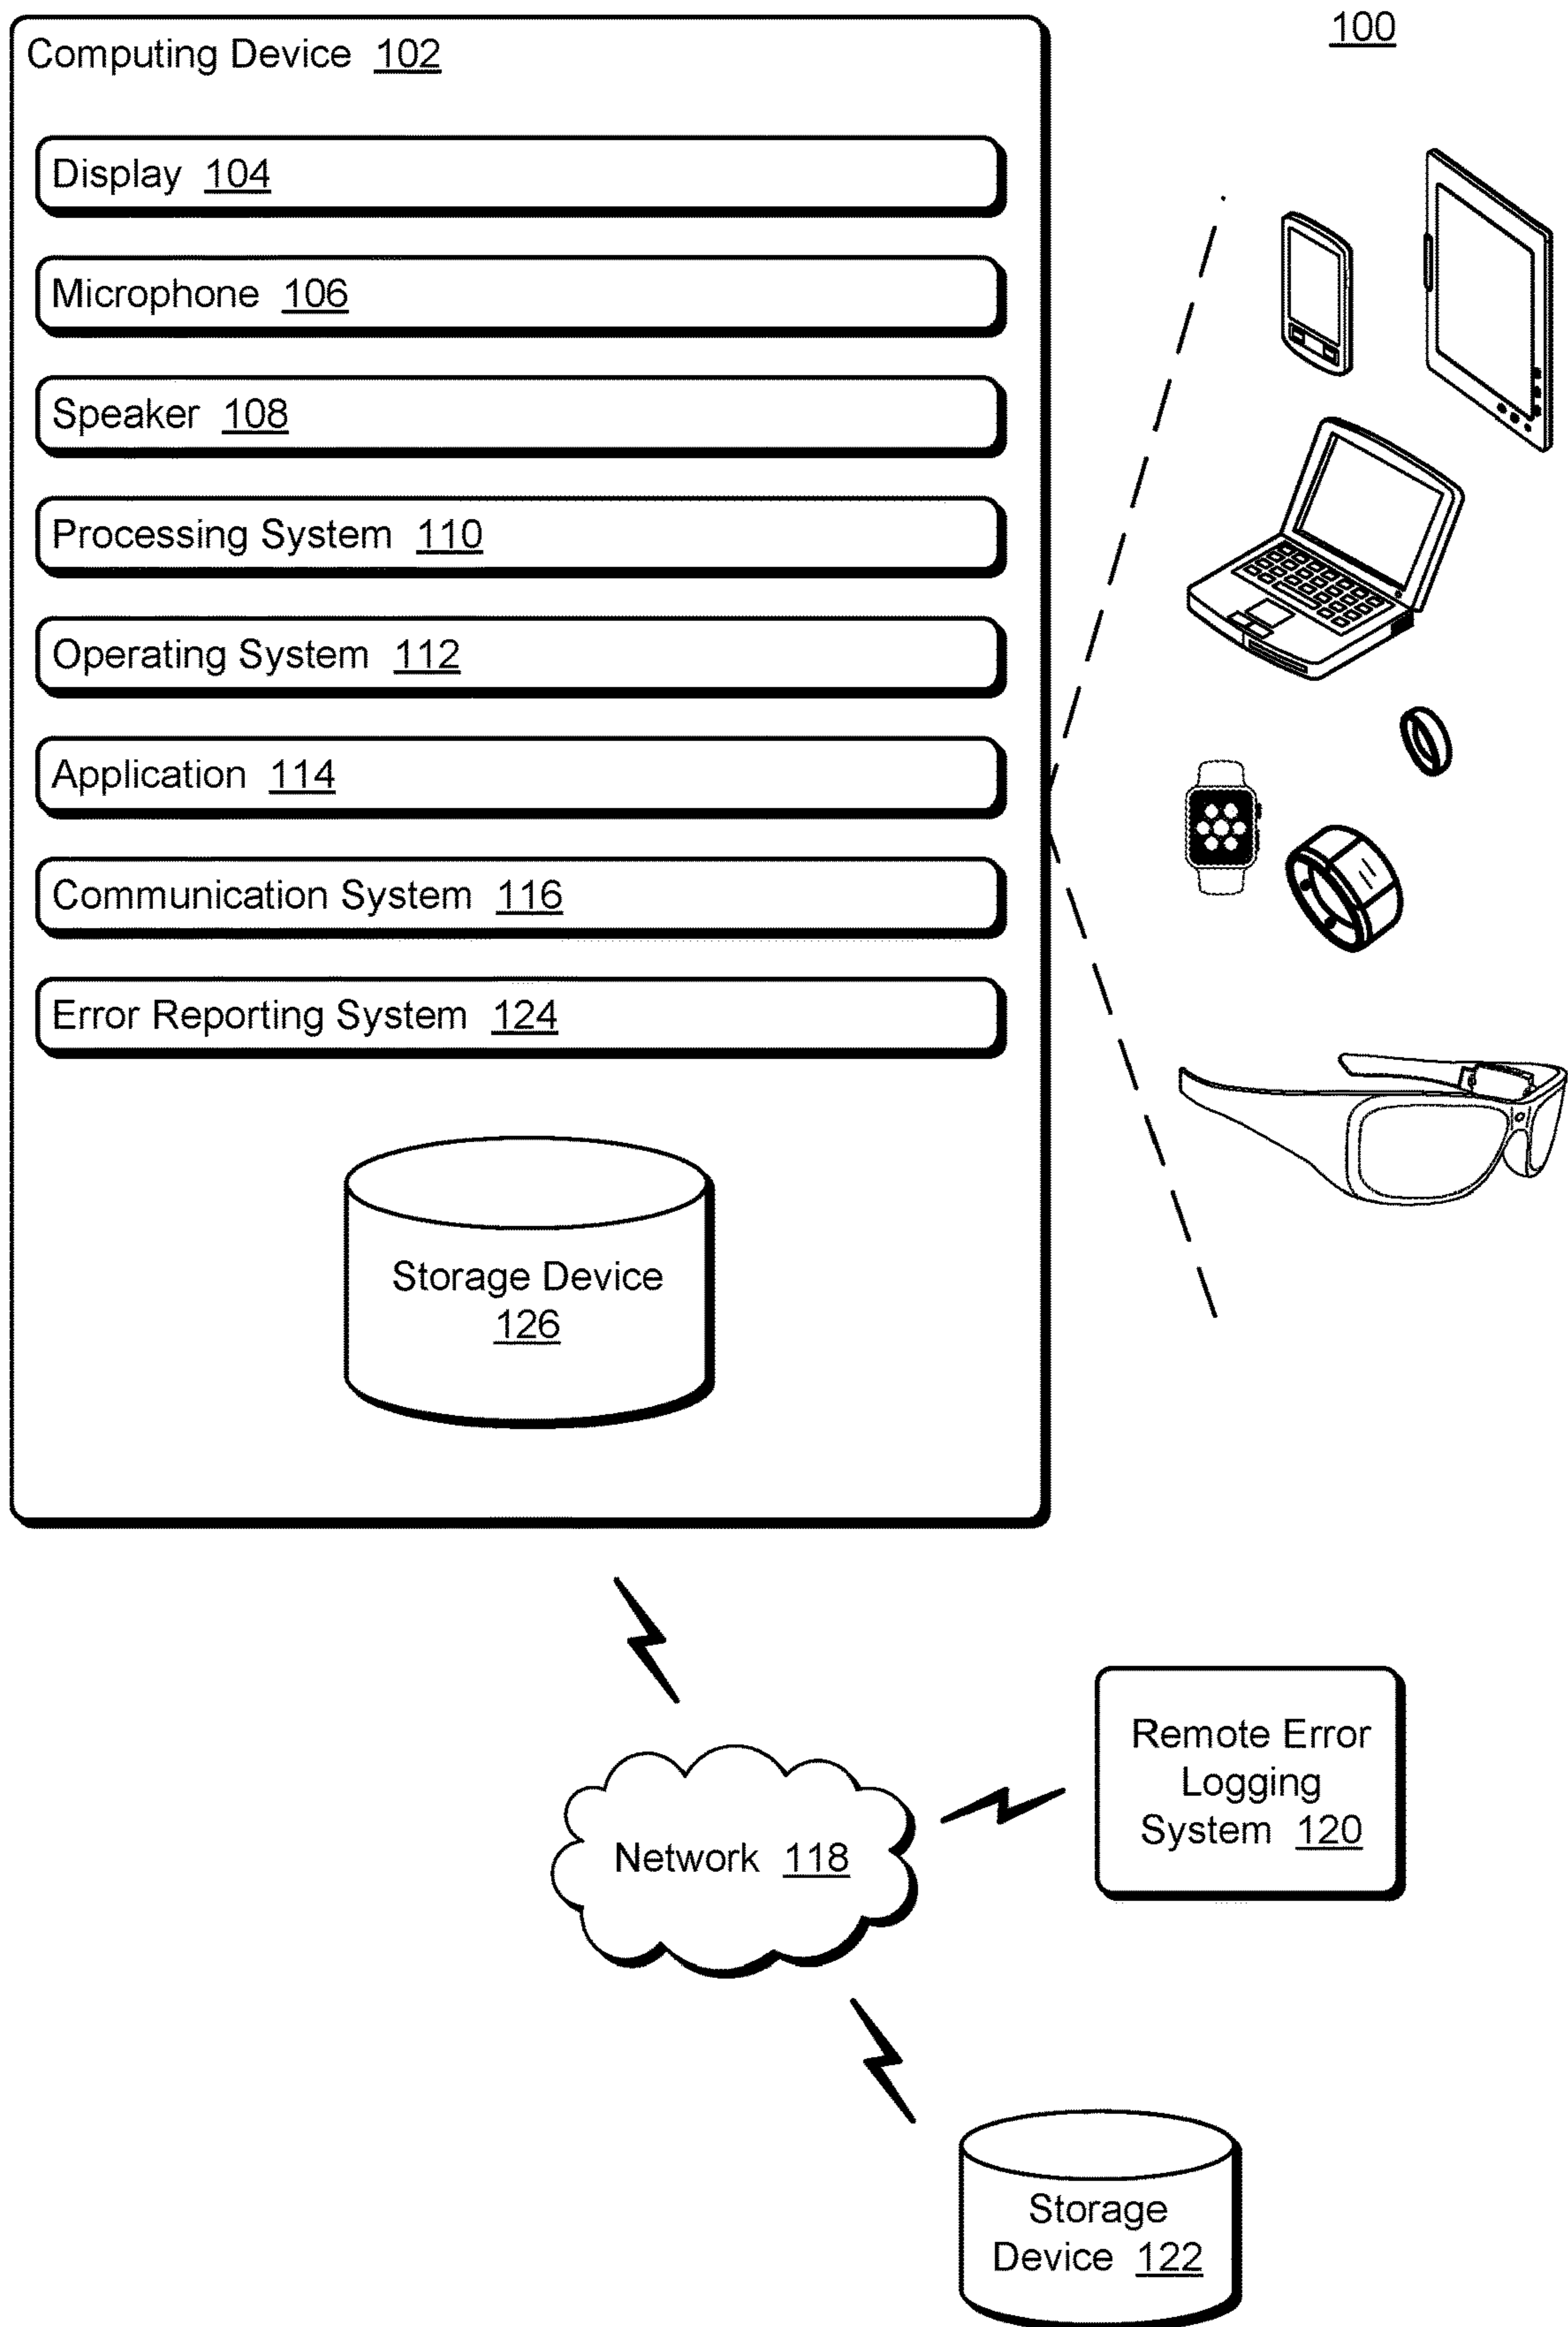 100
Computing Device 102
Display 104
Microphone 106
Speaker 108
Processing System 110
Operating System 112
Application 114
Communication System 116
Error Reporting System 124
Storage Device
126
Remote Error
Logging
System 120
Network 118
Storage
Device 122